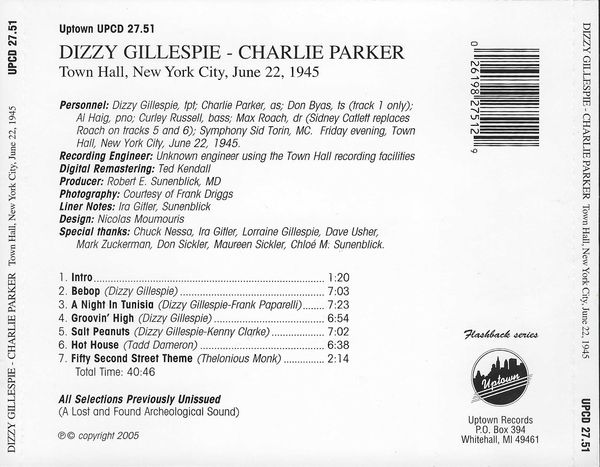 UPCD 27.51
DIZZY GILLESPIE - CHARLIE PARKER Town Hall, New York City, June 22, 1945
Uptown UPCD 27.51
DIZZY GILLESPIE - CHARLIE PARKER
Town Hall, New York City, June 22, 1945
Personnel: Dizzy Gillespie, tpt; Charlie Parker, as; Don Byas, ts (track 1 only);
Al Haig, pno; Curley Russell, bass; Max Roach, dr (Sidney Catlett replaces
Roach on tracks 5 and 6); Symphony Sid Torin, MC. Friday evening, Town
Hall, New York City, June 22, 1945.
Recording Engineer: Unknown engineer using the Town Hall recording facilities
Digital Remastering: Ted Kendall
Producer: Robert E. Sunenblick, MD
Photography: Courtesy of Frank Driggs
Liner Notes: Ira Gitler, Sunenblick
Design: Nicolas Moumouris
Special thanks: Chuck Nessa, Ira Gitler, Lorraine Gillespie, Dave Usher,
Mark Zuckerman, Don Sickler, Maureen Sickler, Chloé M. Sunenblick.
1. Intro 1:20
2. Bebop (Dizzy Gillespie) 7:03
3. A Night In Tunisia (Dizzy Gillespie-Frank Paparelli) 7:23
4. Groovin' High (Dizzy Gillespie) 6:54
5. Salt Peanuts (Dizzy Gillespie-Kenny Clarke) 7:02
6. Hot House (Tadd Dameron) 6:38
7. Fifty Second Street Theme (Thelonious Monk) 2:14
Total Time: 40:46
All Selections Previously Unissued
(A Lost and Found Archeological Sound)
℗© copyright 2005
0 26198 27512 9
Flashback series
Uptown
Uptown Records
P.O. Box 394
Whitehall, MI 49461
DIZZY GILLESPIE - CHARLIE PARKER Town Hall, New York City, June 22, 1945
UPCD 27.51